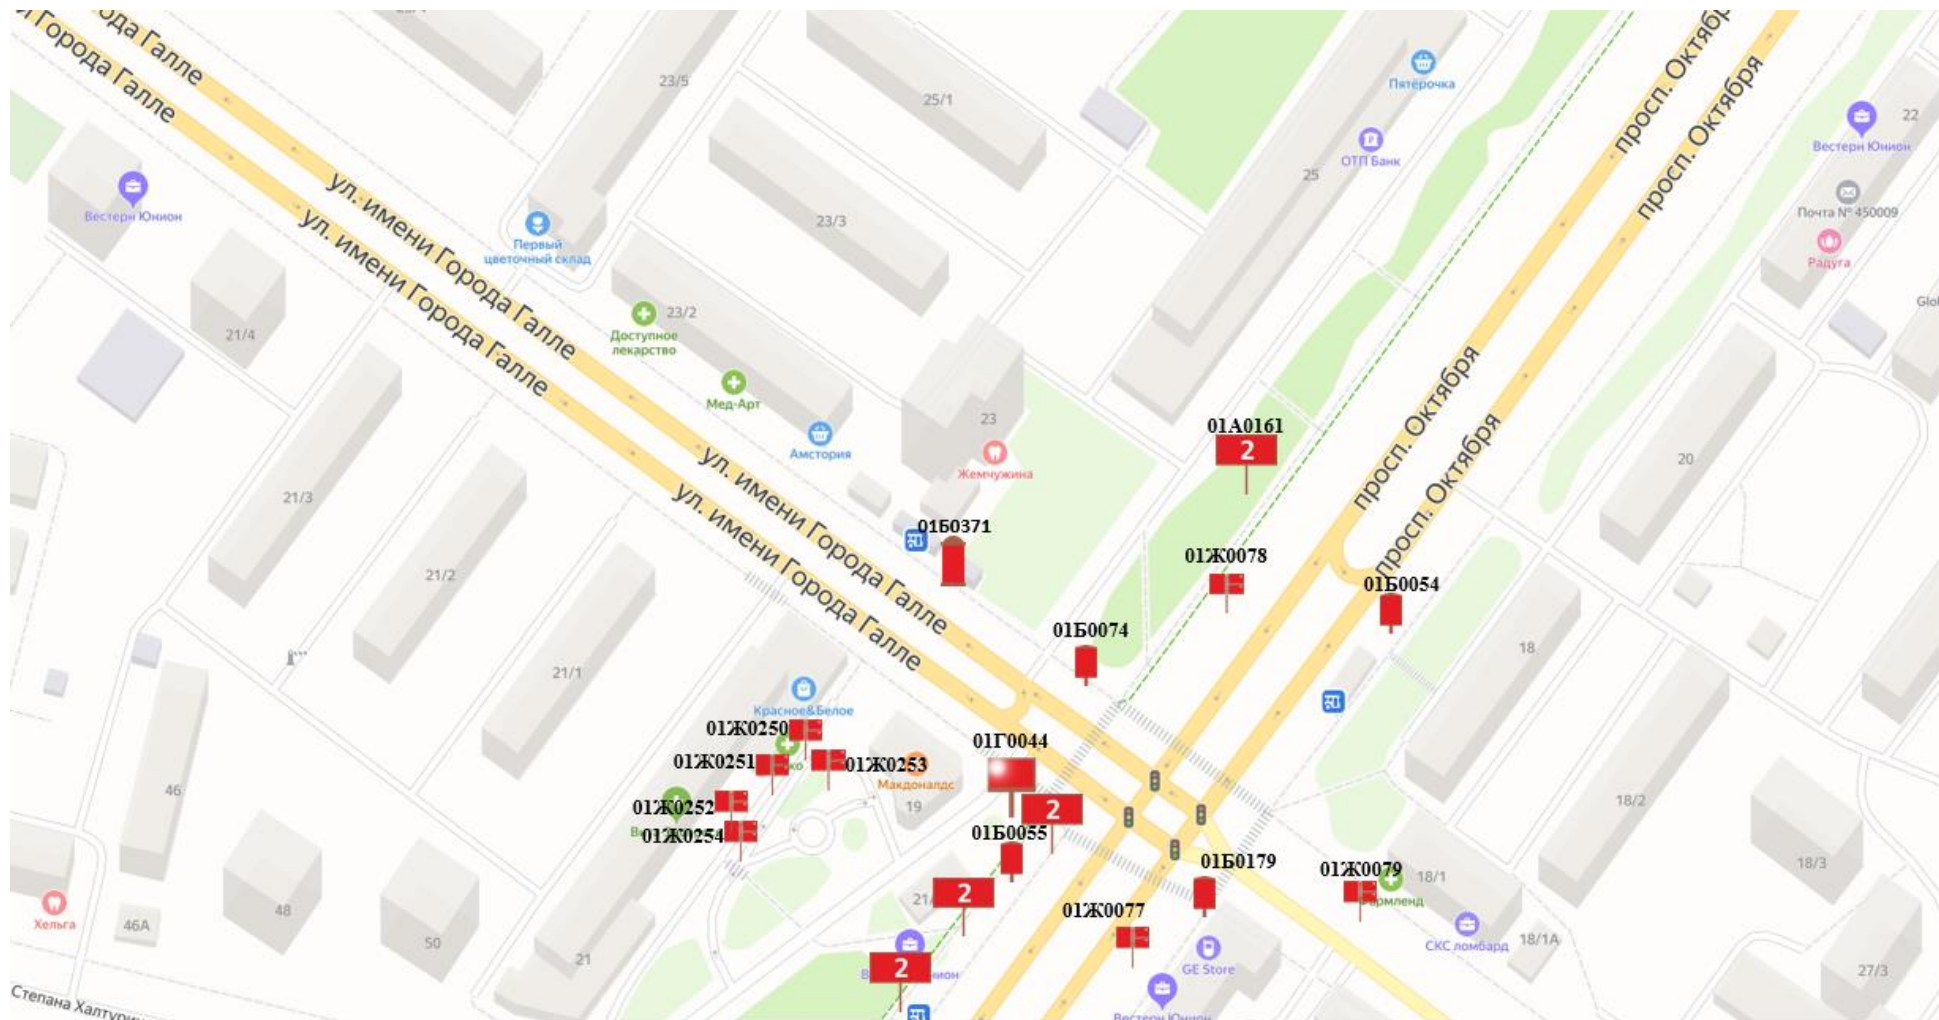 ул. имени Города Галле
ул. имени Города Галле
23/5
25/1
Пятёрочка
просп. Октября
просп. Октября
22
Вестерн Юнион
ОТП Банк
25
Почта № 450009
Радуга
Вестерн Юнион
ул. имени Города Галле
ул. имени Города Галле
Первый
цветочный склад
23/3
23/2
21/4
Доступное
лекарство
Мед-Арт
Амстория
23
Жемчужина
01А0161
2
просп. Октября
просп. Октября
20
21/3
ул. имени Города Галле
ул. имени Города Галле
01Б0371
01Ж0078
01Б0054
21/2
01Б0074
18
21/1
Красное&Белое
01Ж0250
01Ж0251
01Ж0253
01Ж0252
01Ж0254
Макдоналдс
19
01Г0044
2
01Б0055
01Б0179
46
18/2
18/3
01Ж0079
18/1
2
01Ж0077
Хельга
46А
48
50
21
СКС ломбард
18/1А
GE Store
27/3
2
Вестерн Юнион
Степана Халтурин